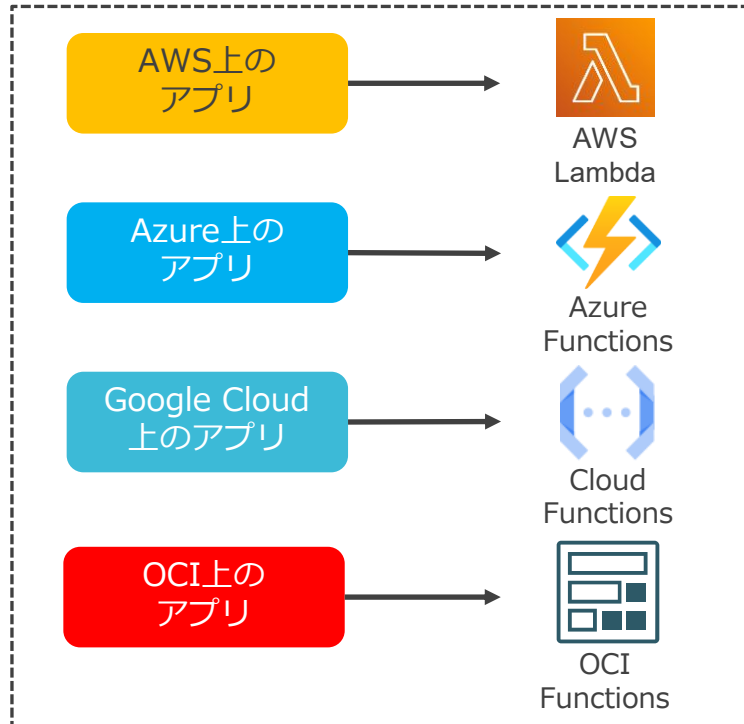 AWS上の
アプリ
AWS
Lambda
Azure上の
アプリ
Azure
Functions
Google Cloud
上のアプリ
Cloud
Functions
OCI上の
アプリ
OCI
Functions